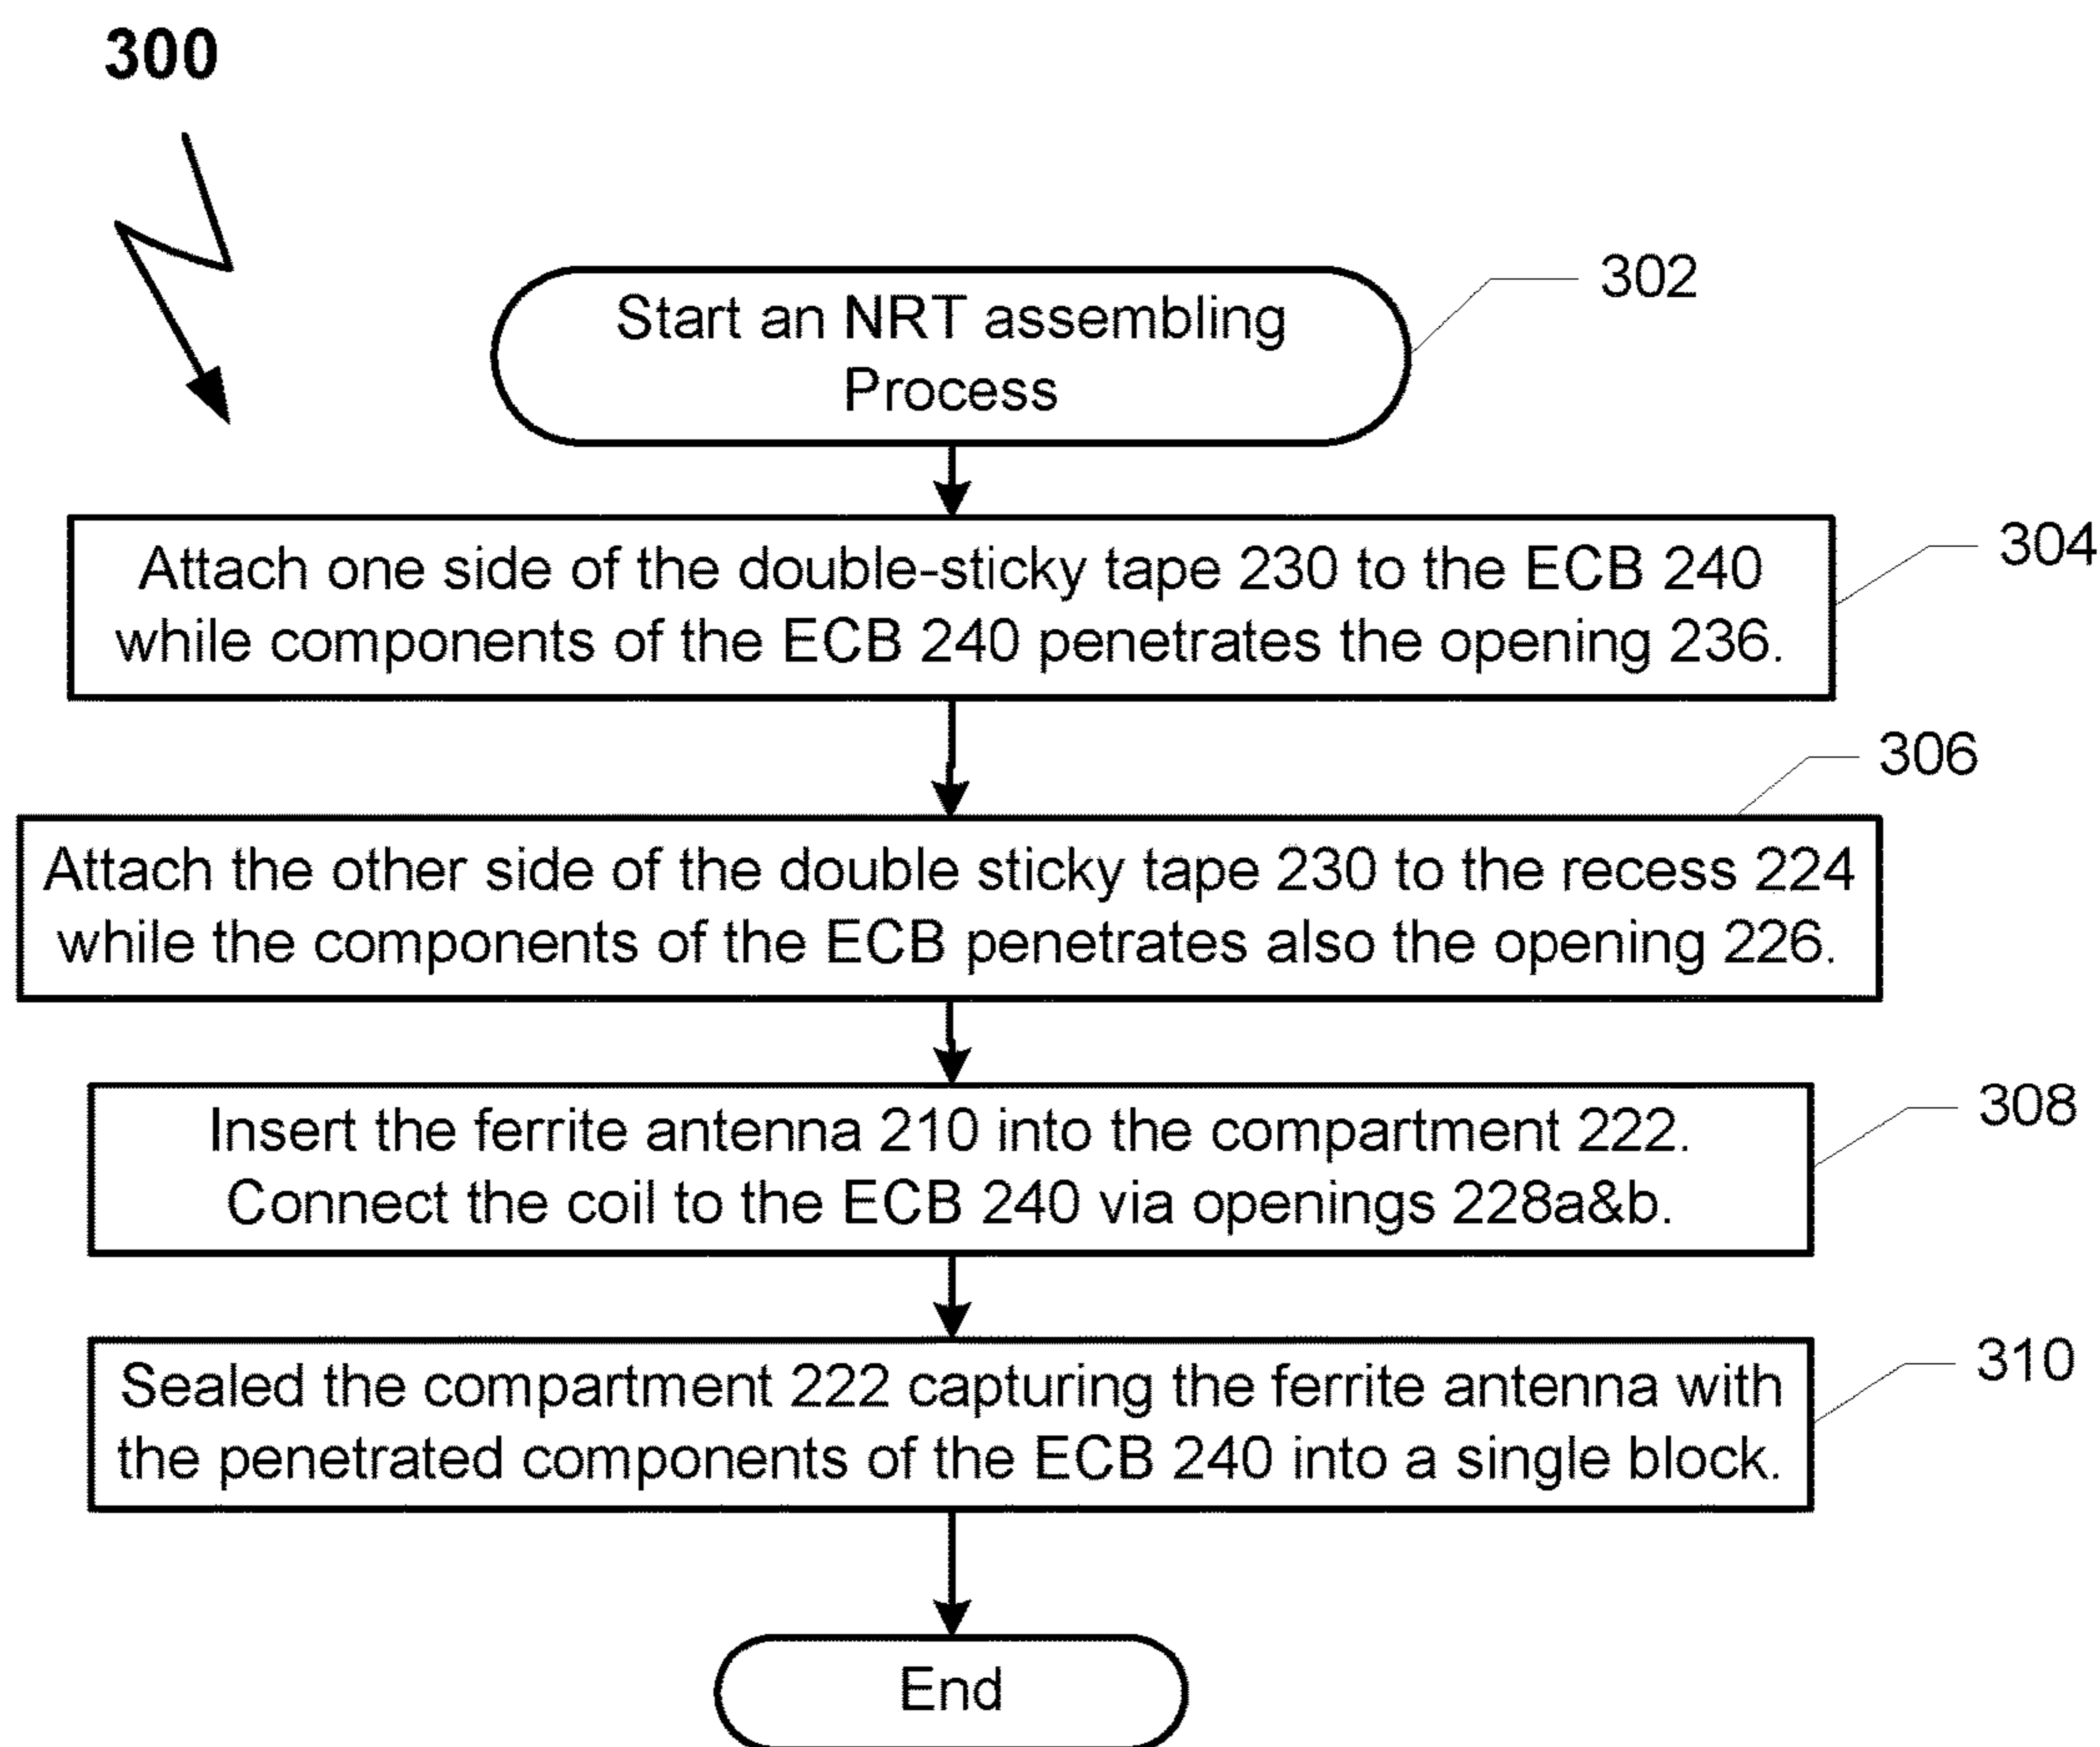 300
Start an NRT assembling
Process
302
Attach one side of the double-sticky tape 230 to the ECB 240
while components of the ECB 240 penetrates the opening 236.
304
306
Attach the other side of the double sticky tape 230 to the recess 224
while the components of the ECB penetrates also the opening 226.
Insert the ferrite antenna 210 into the compartment 222.
Connect the coil to the ECB 240 via openings 228a&b.
308
Sealed the compartment 222 capturing the ferrite antenna with
the penetrated components of the ECB 240 into a single block.
310
End